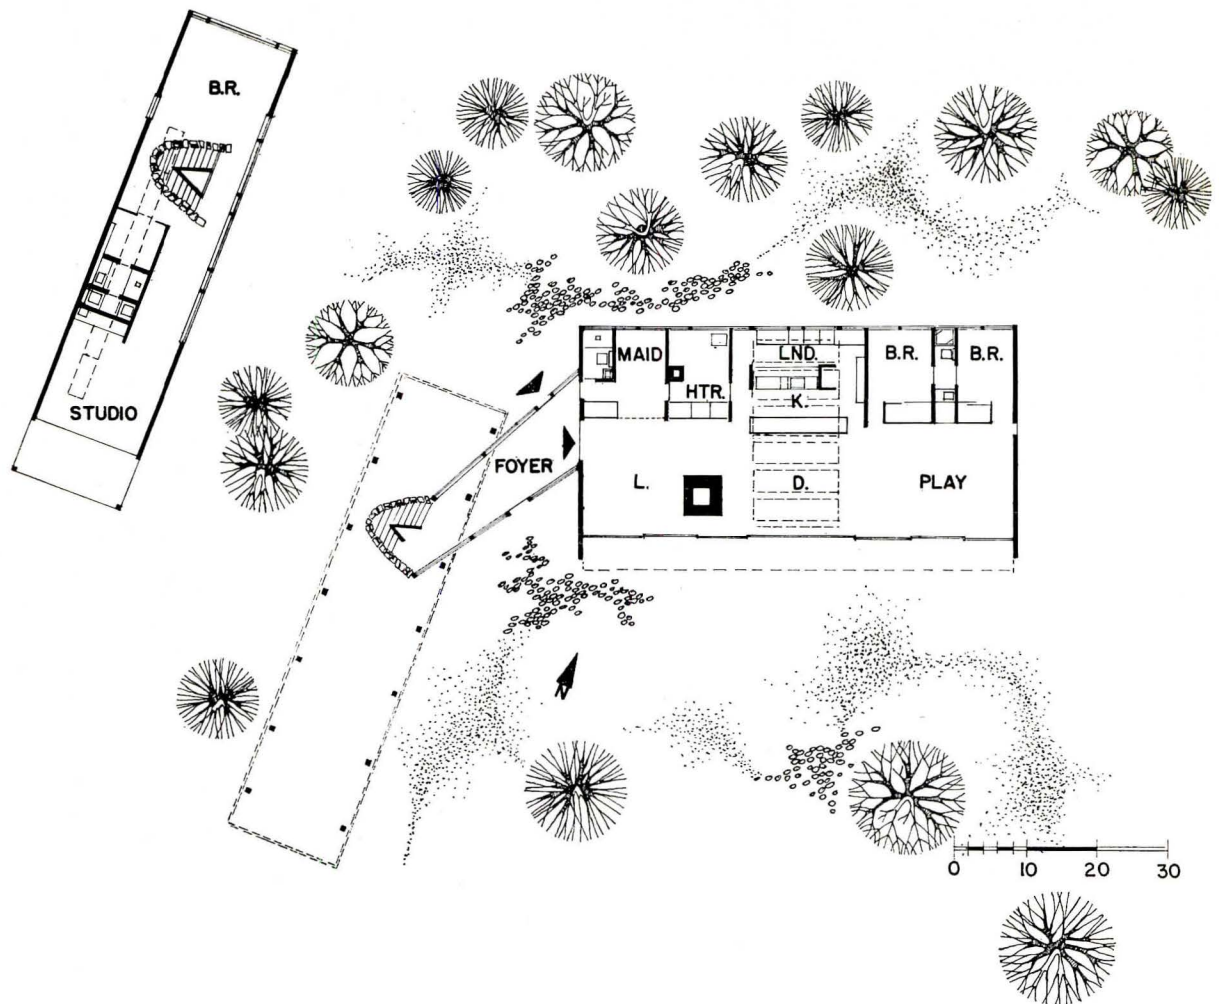 B.R.
STUDIO
MAID
HTR.
LND.
K.
B.R.
B.R.
FOYER
L.
D.
PLAY
N
0 10 20 30